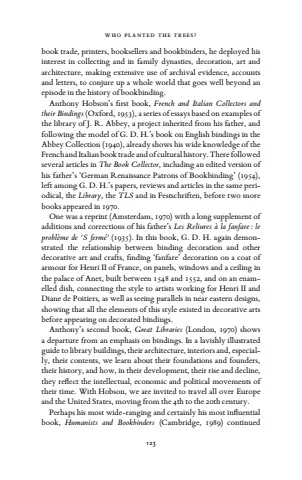 WHO PLANTED THE TREES?
book trade, printers, booksellers and bookbinders, he deployed his
interest in collecting and in family dynasties, decoration, art and
architecture, making extensive use of archival evidence, accounts
and letters, to conjure up a whole world that goes well beyond an
episode in the history of bookbinding.
Anthony Hobson's first book, French and Italian Collectors and
their Bindings (Oxford, 1953), a series of essays based on examples of
the library of J. R. Abbey, a project inherited from his father, and
following the model of G. D. H.'s book on English bindings in the
Abbey Collection (1940), already shows his wide knowledge of the
French and Italian book trade and of cultural history. There followed
several articles in The Book Collector, including an edited version of
his father's 'German Renaissance Patrons of Bookbinding' (1954),
left among G. D. H.'s papers, reviews and articles in the same peri-
odical, the Library, the TLS and in Festschriften, before two more
books appeared in 1970.
One was a reprint (Amsterdam, 1970) with a long supplement of
additions and corrections of his father's Les Reliures à la fanfare: le
problème de 'S fermé' (1935). In this book, G. D. H. again demon-
strated the relationship between binding decoration and other
decorative art and crafts, finding 'fanfare' decoration on a coat of
armour for Henri II of France, on panels, windows and a ceiling in
the palace of Anet, built between 1548 and 1552, and on an enam-
elled dish, connecting the style to artists working for Henri II and
Diane de Poitiers, as well as seeing parallels in near eastern designs,
showing that all the elements of this style existed in decorative arts
before appearing on decorated bindings.
Anthony's second book, Great Libraries (London, 1970) shows
a departure from an emphasis on bindings. In a lavishly illustrated
guide to library buildings, their architecture, interiors and, especial-
ly, their contents, we learn about their foundations and founders,
their history, and how, in their development, their rise and decline,
they reflect the intellectual, economic and political movements of
their time. With Hobson, we are invited to travel all over Europe
and the United States, moving from the 4th to the 20th century.
Perhaps his most wide-ranging and certainly his most influential
book, Humanists and Bookbinders (Cambridge, 1989) continued
123